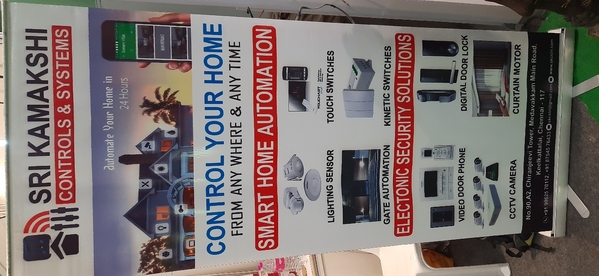 SRI KAMAKSHI
CONTROLS & SYSTEMS
Automate Your Home in
24 Hours
CONTROL YOUR HOME
FROM ANY WHERE & ANY TIME
SMART HOME AUTOMATION
TOUCH SWITCHES
KINETIC SWITCHES
LIGHTING SENSOR
GATE AUTOMATION
ELECTONIC SECURITY SOLUTIONS
DIGITAL DOOR LOCK
CURTAIN MOTOR
VIDEO DOOR PHONE
CCTV CAMERA
No.90,A2, Chiranjeevi Tower, Medavakkam Main Road,
Keelkattalai, Chennai - 117